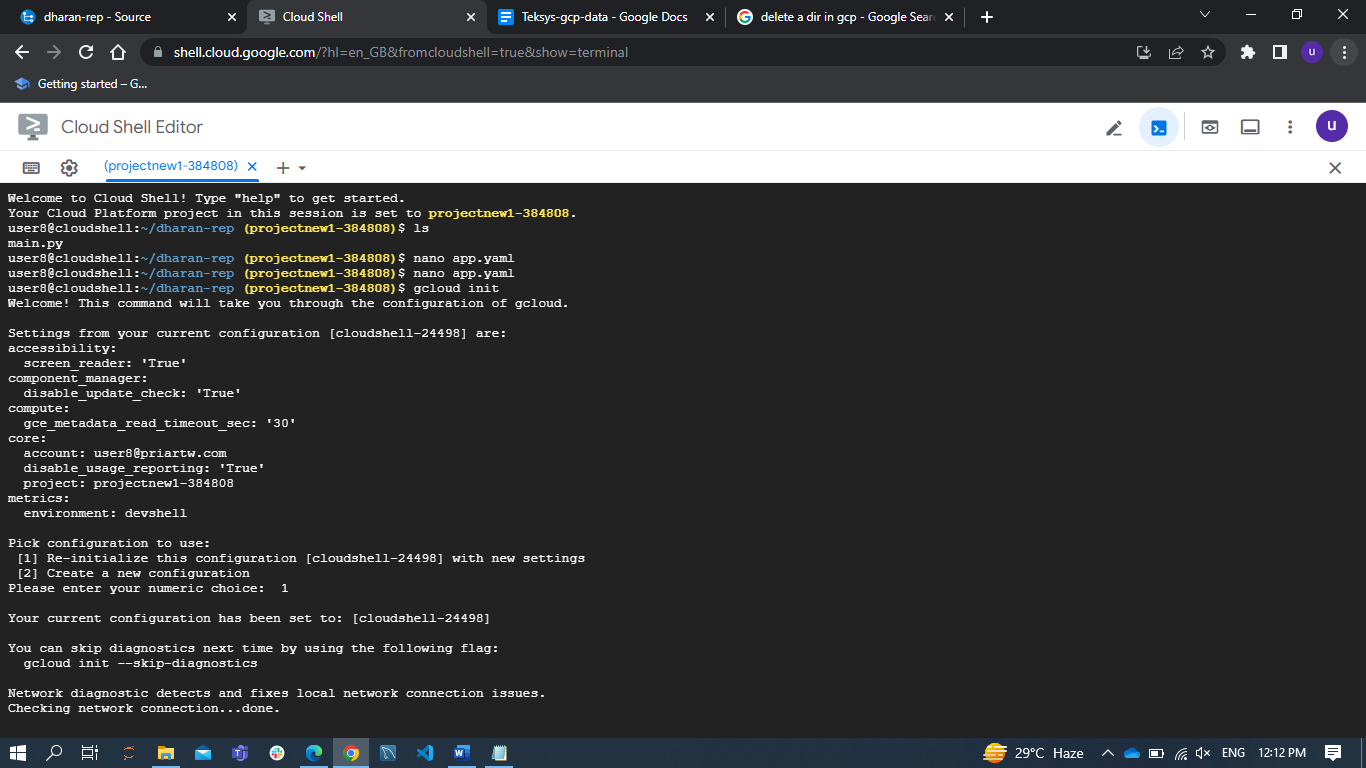 dharan-rep - Source
Cloud Shell
Teksys-gcp-data - Google Docs
delete a dir in gcp - Google Sear
shell.cloud.google.com/?hl=en_GB&fromcloudshell=true&show=terminal
u
Getting started – G...
Cloud Shell Editor
u
(projectnew1-384808)
Welcome to Cloud Shell! Type "help" to get started.
Your Cloud Platform project in this session is set to projectnew1-384808.
user8@cloudshell:~/dharan-rep (projectnew1-384808)$ ls
main.py
user8@cloudshell:~/dharan-rep (projectnew1-384808)$ nano app.yaml
user8@cloudshell:~/dharan-rep (projectnew1-384808)$ nano app.yaml
user8@cloudshell:~/dharan-rep (projectnew1-384808)$ gcloud init
Welcome! This command will take you through the configuration of gcloud.
Settings from your current configuration [cloudshell-24498] are:
accessibility:
screen_reader: 'True'
component_manager:
disable_update_check: 'True'
compute:
gce_metadata_read_timeout_sec: '30'
core:
account: user8@priartw.com
disable_usage_reporting: 'True'
project: projectnew1-384808
metrics:
environment: devshell
Pick configuration to use:
[1] Re-initialize this configuration [cloudshell-24498] with new settings
[2] Create a new configuration
Please enter your numeric choice:  1
Your current configuration has been set to: [cloudshell-24498]
You can skip diagnostics next time by using the following flag:
gcloud init --skip-diagnostics
Network diagnostic detects and fixes local network connection issues.
Checking network connection...done.
29°C Haze
ENG
12:12 PM